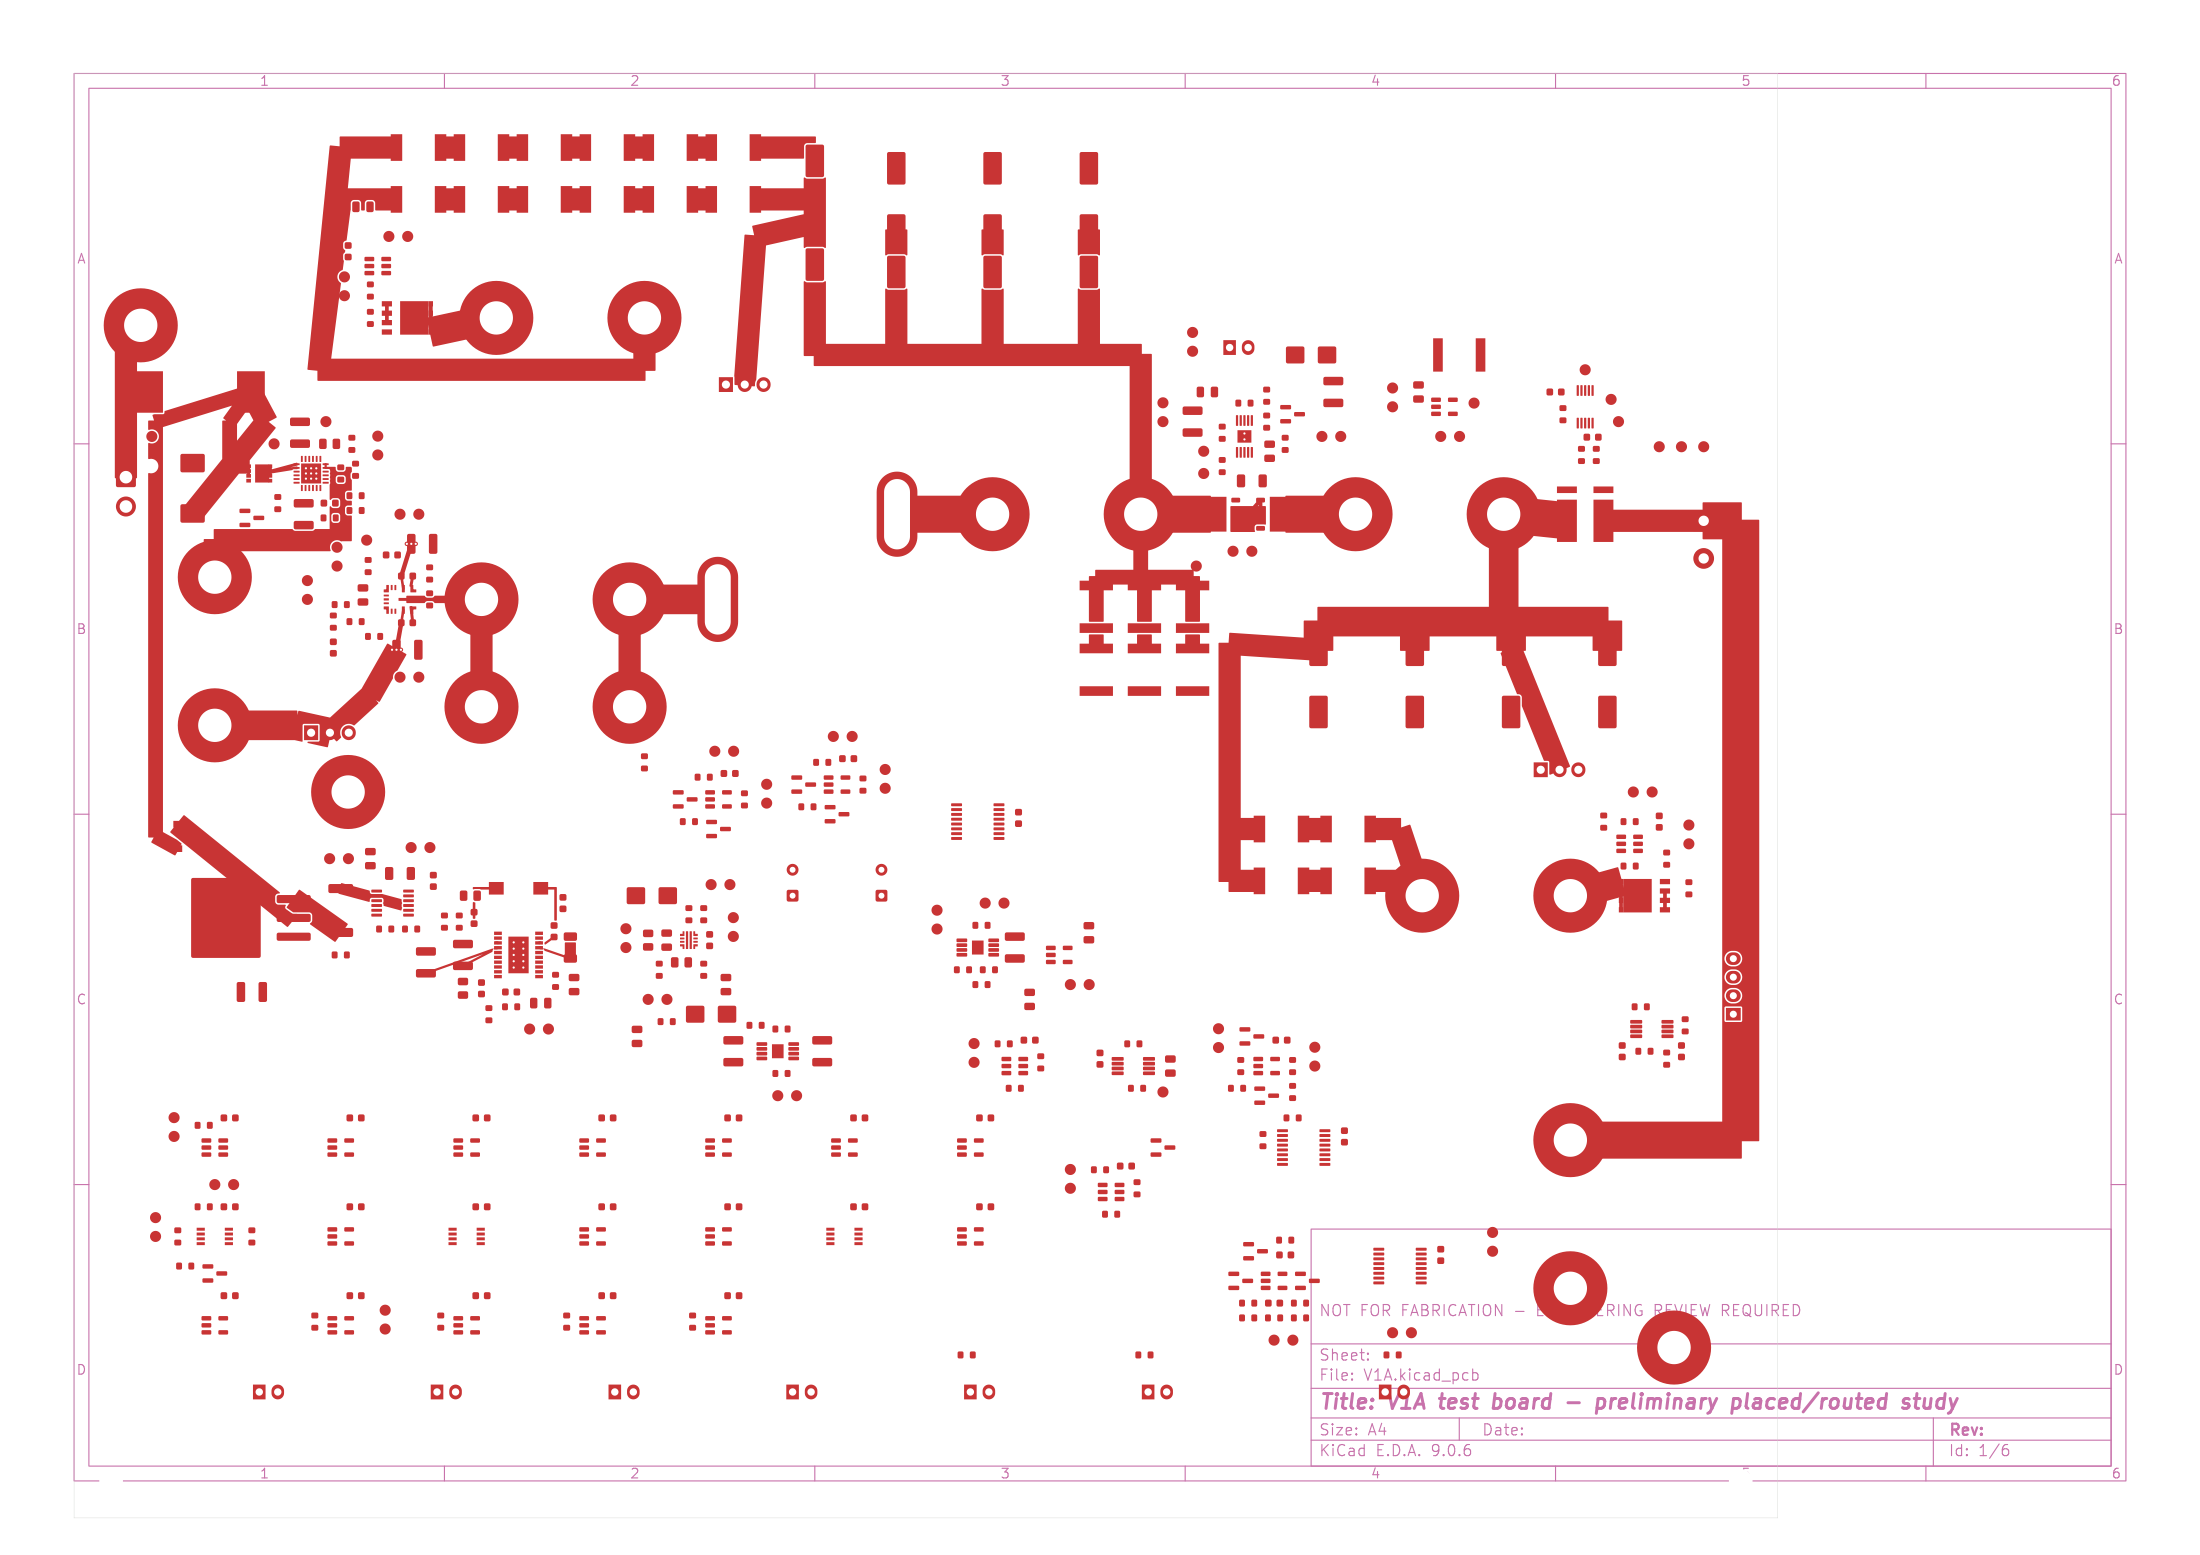 1 2 3 4 5 6
A A
B B
C C
NOT FOR FABRICATION — ENGINEERING REVIEW REQUIRED
Sheet:
File: V1A.kicad_pcb
D D
Title: V1A test board — preliminary placed/routed study
Size: A4 Date: Rev:
KiCad E.D.A. 9.0.6 Id: 1/6
1 2 3 4 6